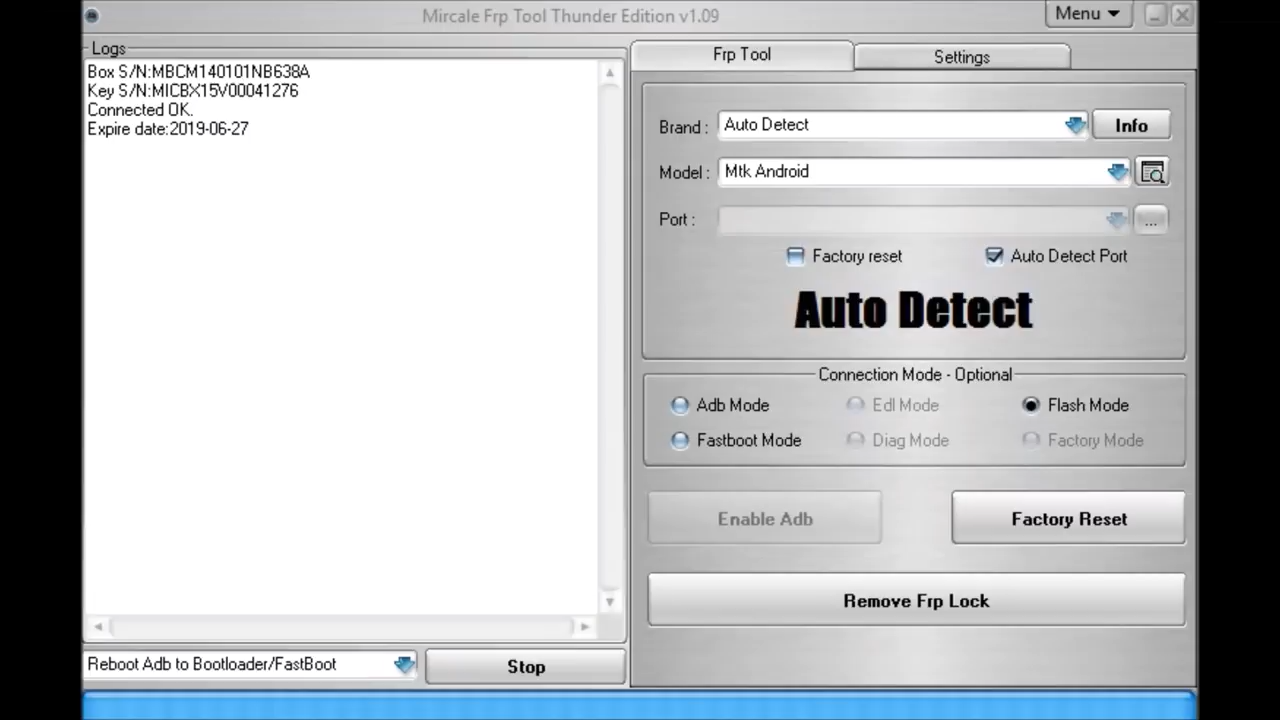 Mircale Frp Tool Thunder Edition v1.09
Menu
Logs
Box S/N:MBCM140101NB638A
Key S/N:MICBX15V00041276
Connected OK.
Expire date:2019-06-27
Reboot Adb to Bootloader/FastBoot
Stop
Frp Tool
Settings
Brand :
Auto Detect
Info
Model :
Mtk Android
Port :
...
Factory reset
Auto Detect Port
Auto Detect
Connection Mode - Optional
Adb Mode
Edl Mode
Flash Mode
Fastboot Mode
Diag Mode
Factory Mode
Enable Adb
Factory Reset
Remove Frp Lock